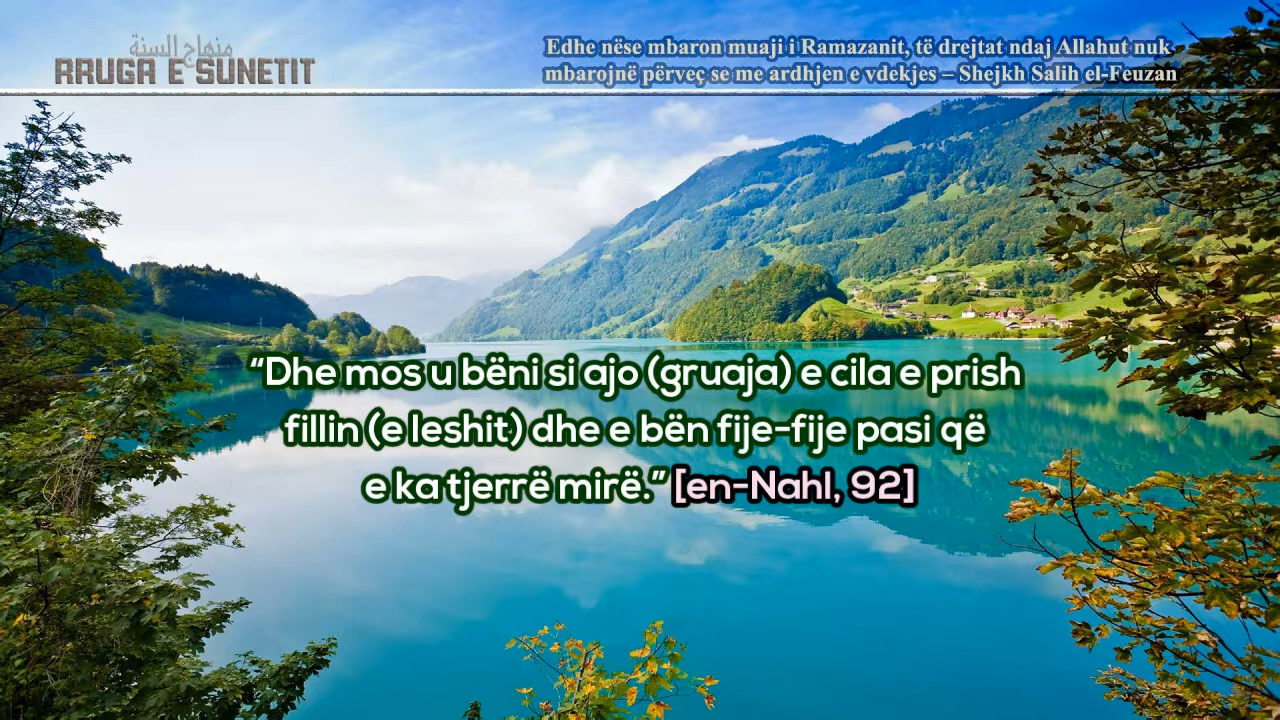 منهاج السنة
RRUGA E SUNETIT
Edhe nëse mbaron muaji i Ramazanit, të drejtat ndaj Allahut nuk
mbarojnë përveç se me ardhjen e vdekjes – Shejkh Salih el-Feuzan
“Dhe mos u bëni si ajo (gruaja) e cila e prish
fillin (e leshit) dhe e bën fije-fije pasi që
e ka tjerrë mirë.” [en-Nahl, 92]